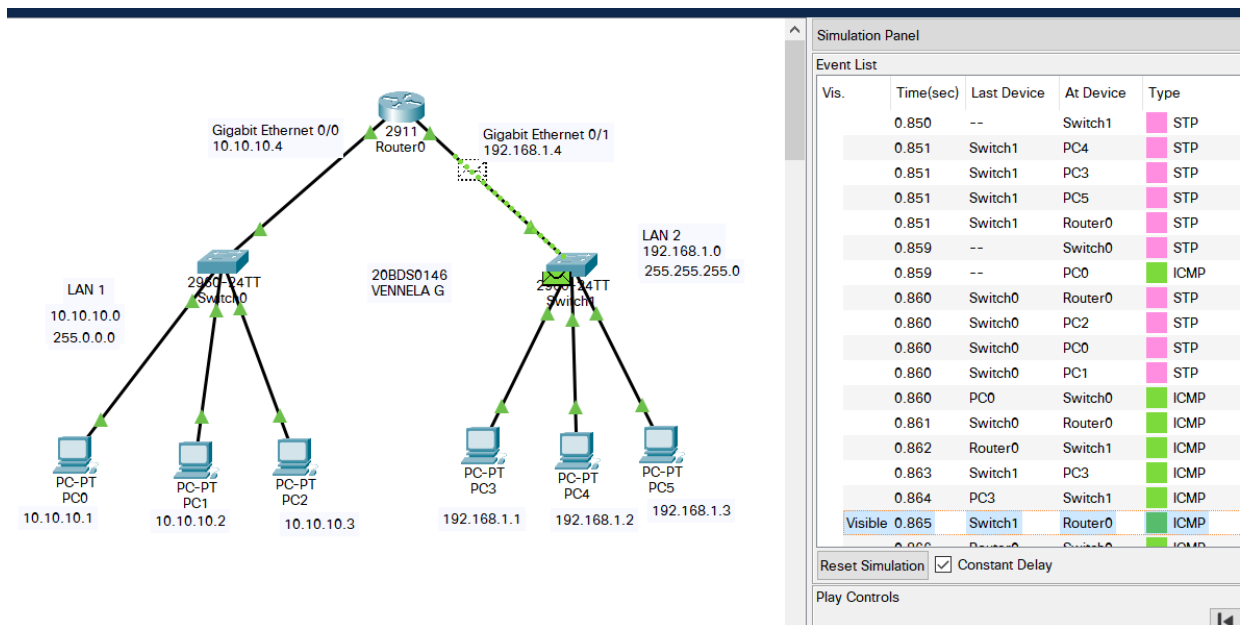 Gigabit Ethernet 0/0
10.10.10.4
2911
Router0
Gigabit Ethernet 0/1
192.168.1.4
LAN 1
10.10.10.0
255.0.0.0
2960-24TT
Switch0
20BDS0146
VENNELA G
2960-24TT
Switch1
LAN 2
192.168.1.0
255.255.255.0
PC-PT
PC0
10.10.10.1
PC-PT
PC1
10.10.10.2
PC-PT
PC2
10.10.10.3
PC-PT
PC3
192.168.1.1
PC-PT
PC4
192.168.1.2
PC-PT
PC5
192.168.1.3
Simulation Panel
Event List
Vis. Time(sec) Last Device At Device Type
0.850 -- Switch1 STP
0.851 Switch1 PC4 STP
0.851 Switch1 PC3 STP
0.851 Switch1 PC5 STP
0.851 Switch1 Router0 STP
0.859 -- Switch0 STP
0.859 -- PC0 ICMP
0.860 Switch0 Router0 STP
0.860 Switch0 PC2 STP
0.860 Switch0 PC0 STP
0.860 Switch0 PC1 STP
0.860 PC0 Switch0 ICMP
0.861 Switch0 Router0 ICMP
0.862 Router0 Switch1 ICMP
0.863 Switch1 PC3 ICMP
0.864 PC3 Switch1 ICMP
Visible 0.865 Switch1 Router0 ICMP
0.866 Router0 Switch0 ICMP
Reset Simulation Constant Delay
Play Controls